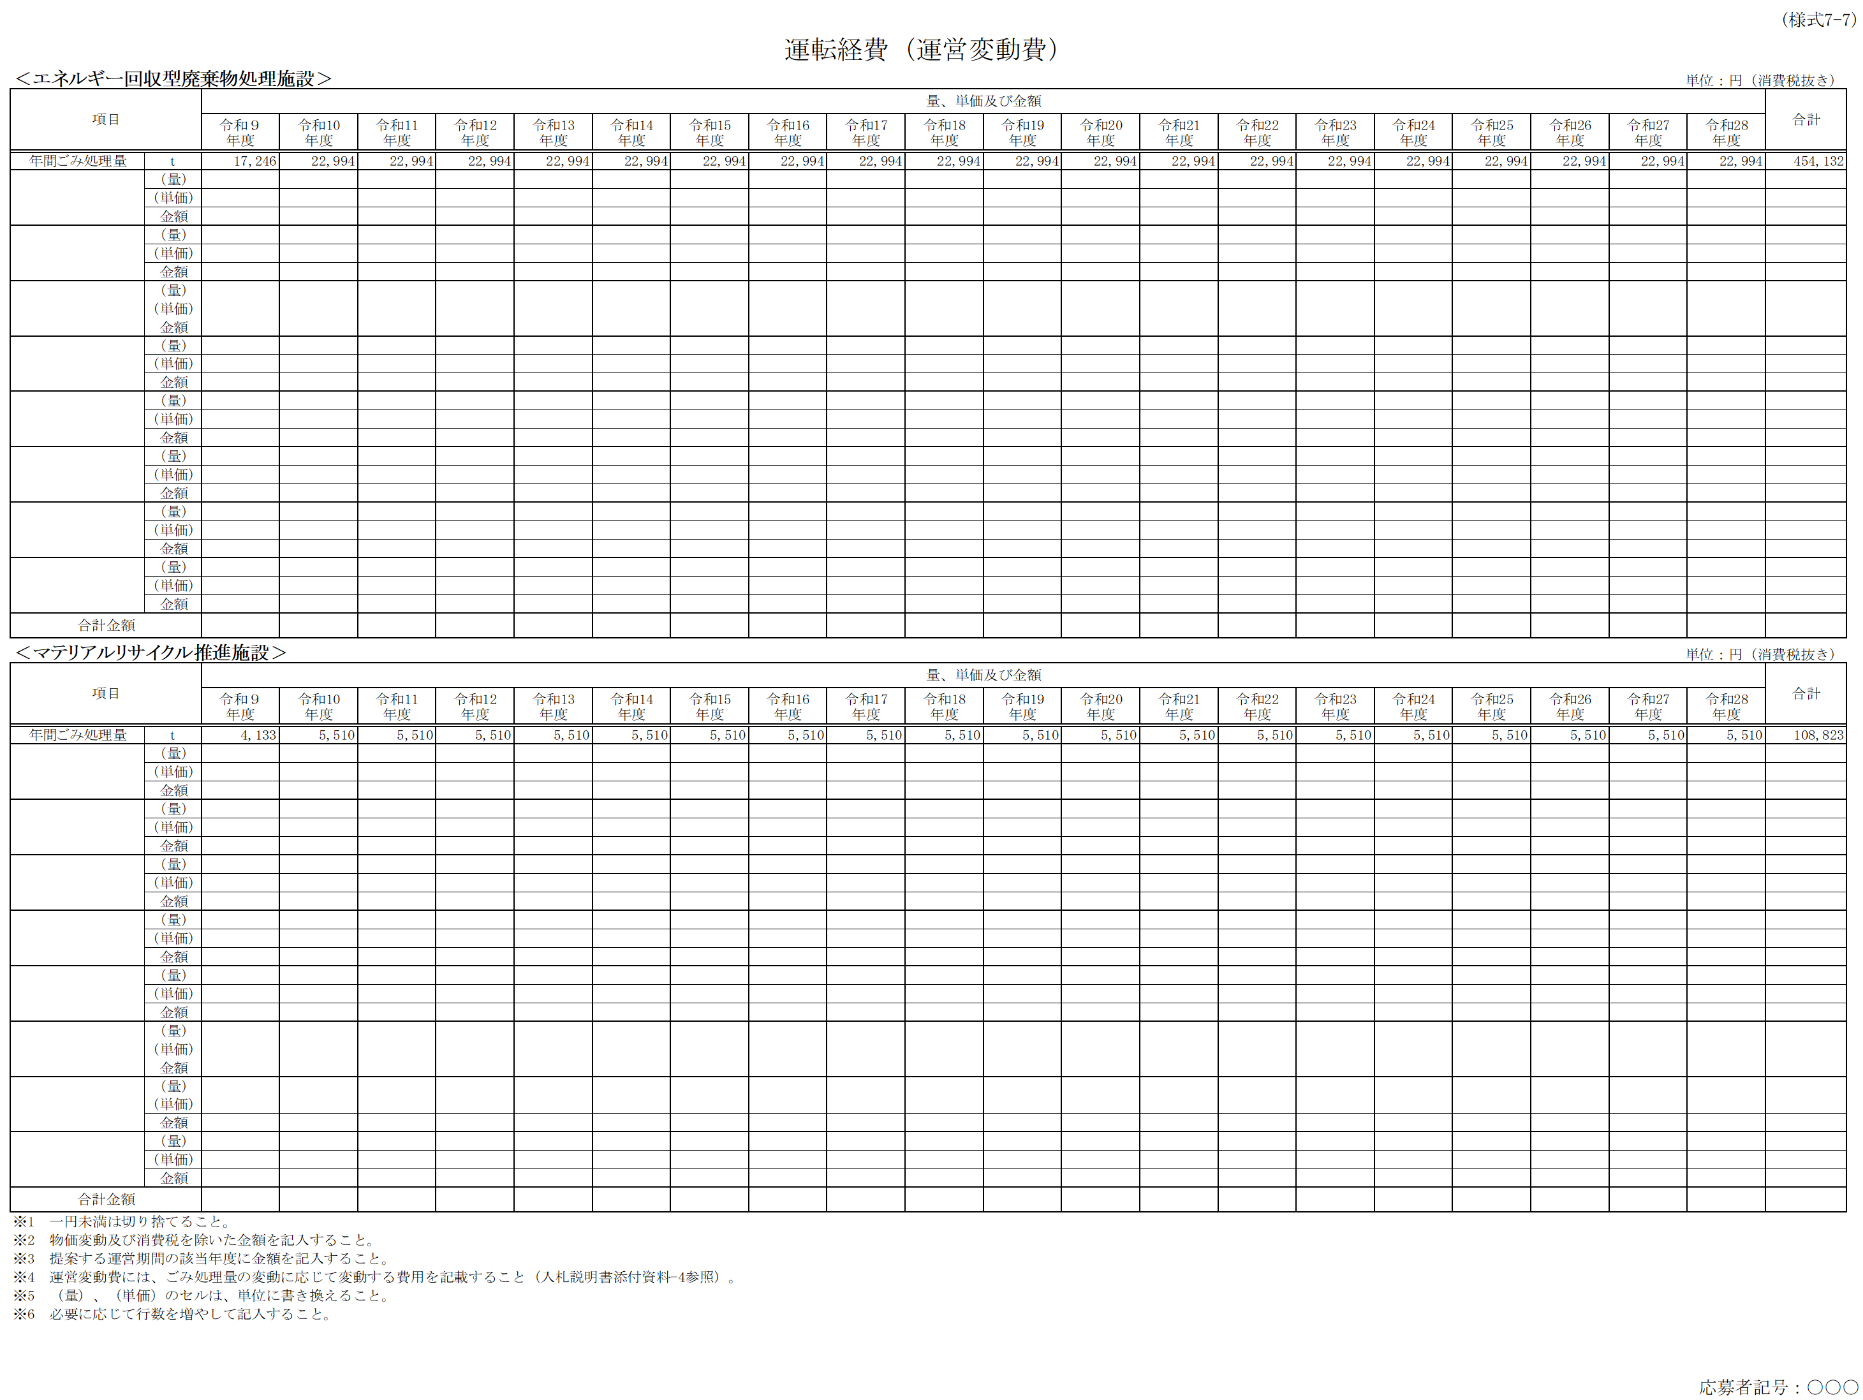 （様式7-7）
運転経費（運営変動費）
＜エネルギー回収型廃棄物処理施設＞ 単位：円（消費税抜き）
項目 量、単価及び金額 合計
令和９年度 令和10年度 令和11年度 令和12年度 令和13年度 令和14年度 令和15年度 令和16年度 令和17年度 令和18年度 令和19年度 令和20年度 令和21年度 令和22年度 令和23年度 令和24年度 令和25年度 令和26年度 令和27年度 令和28年度
年間ごみ処理量 t 17,246 22,994 22,994 22,994 22,994 22,994 22,994 22,994 22,994 22,994 22,994 22,994 22,994 22,994 22,994 22,994 22,994 22,994 22,994 22,994 454,132
（量）
（単価）
金額
（量）
（単価）
金額
（量）
（単価）
金額
（量）
（単価）
金額
（量）
（単価）
金額
（量）
（単価）
金額
（量）
（単価）
金額
（量）
（単価）
金額
合計金額
＜マテリアルリサイクル推進施設＞ 単位：円（消費税抜き）
項目 量、単価及び金額 合計
令和９年度 令和10年度 令和11年度 令和12年度 令和13年度 令和14年度 令和15年度 令和16年度 令和17年度 令和18年度 令和19年度 令和20年度 令和21年度 令和22年度 令和23年度 令和24年度 令和25年度 令和26年度 令和27年度 令和28年度
年間ごみ処理量 t 4,133 5,510 5,510 5,510 5,510 5,510 5,510 5,510 5,510 5,510 5,510 5,510 5,510 5,510 5,510 5,510 5,510 5,510 5,510 5,510 108,823
（量）
（単価）
金額
（量）
（単価）
金額
（量）
（単価）
金額
（量）
（単価）
金額
（量）
（単価）
金額
（量）
（単価）
金額
（量）
（単価）
金額
（量）
（単価）
金額
合計金額
※1　一円未満は切り捨てること。
※2　物価変動及び消費税を除いた金額を記入すること。
※3　提案する運営期間の該当年度に金額を記入すること。
※4　運営変動費には、ごみ処理量の変動に応じて変動する費用を記載すること（入札説明書添付資料-4参照）。
※5　（量）、（単価）のセルは、単位に書き換えること。
※6　必要に応じて行数を増やして記入すること。
応募者記号：○○○